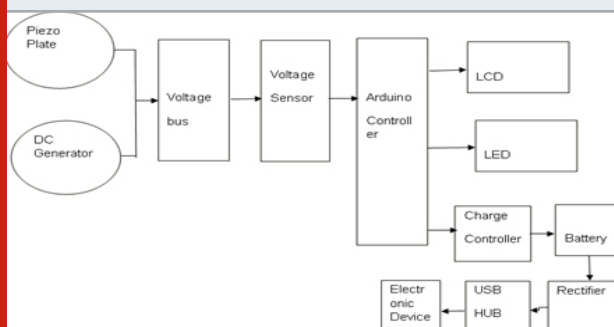 Piezo
Plate
DC
Generator
Voltage
bus
Voltage
Sensor
Arduino
Controll
er
LCD
LED
Charge
Controller
Battery
Rectifier
USB
HUB
Electr
onic
Device